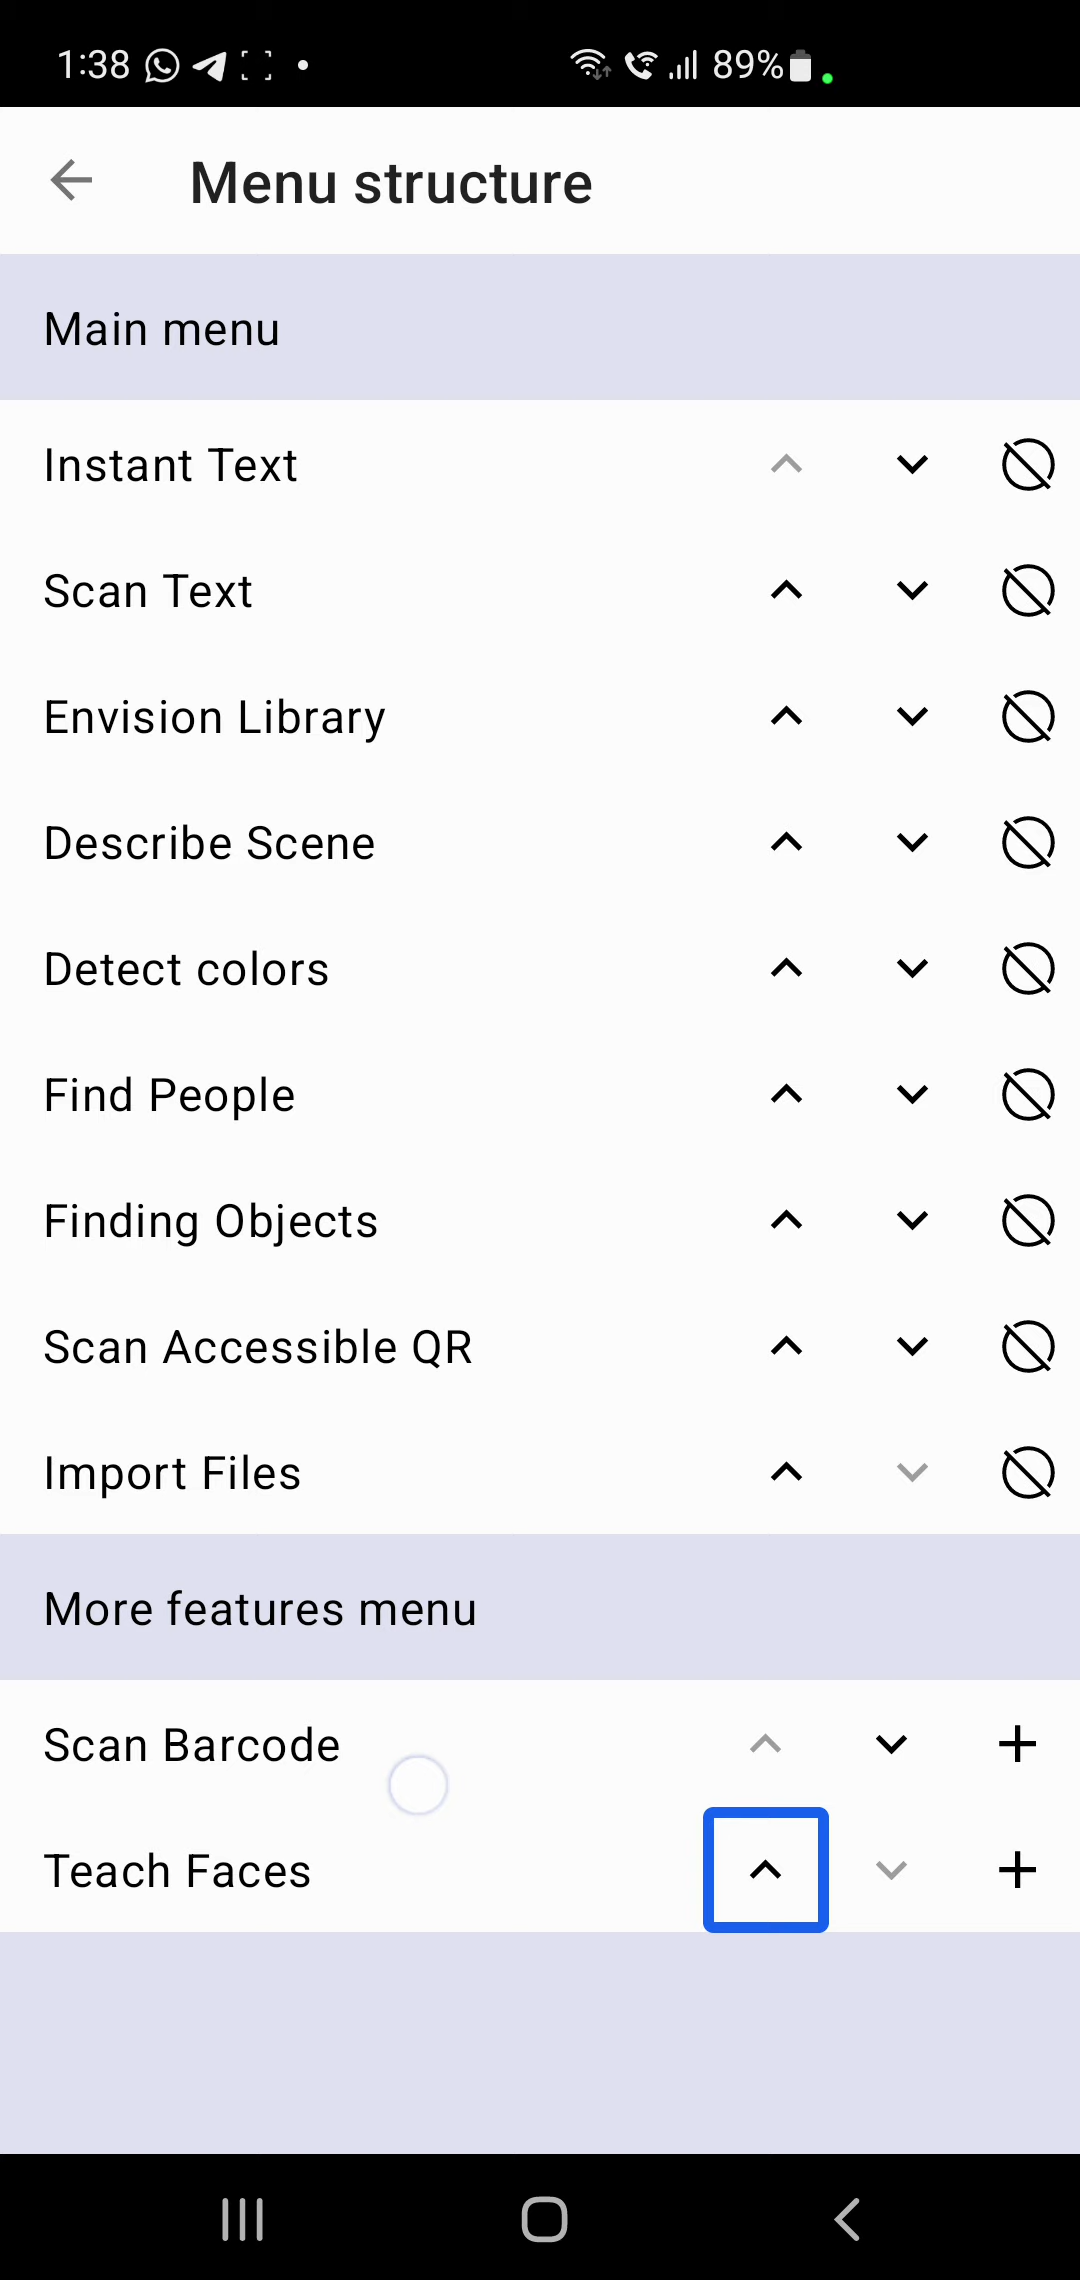 1:38 89%
Menu structure
Main menu
Instant Text
Scan Text
Envision Library
Describe Scene
Detect colors
Find People
Finding Objects
Scan Accessible QR
Import Files
More features menu
Scan Barcode
Teach Faces